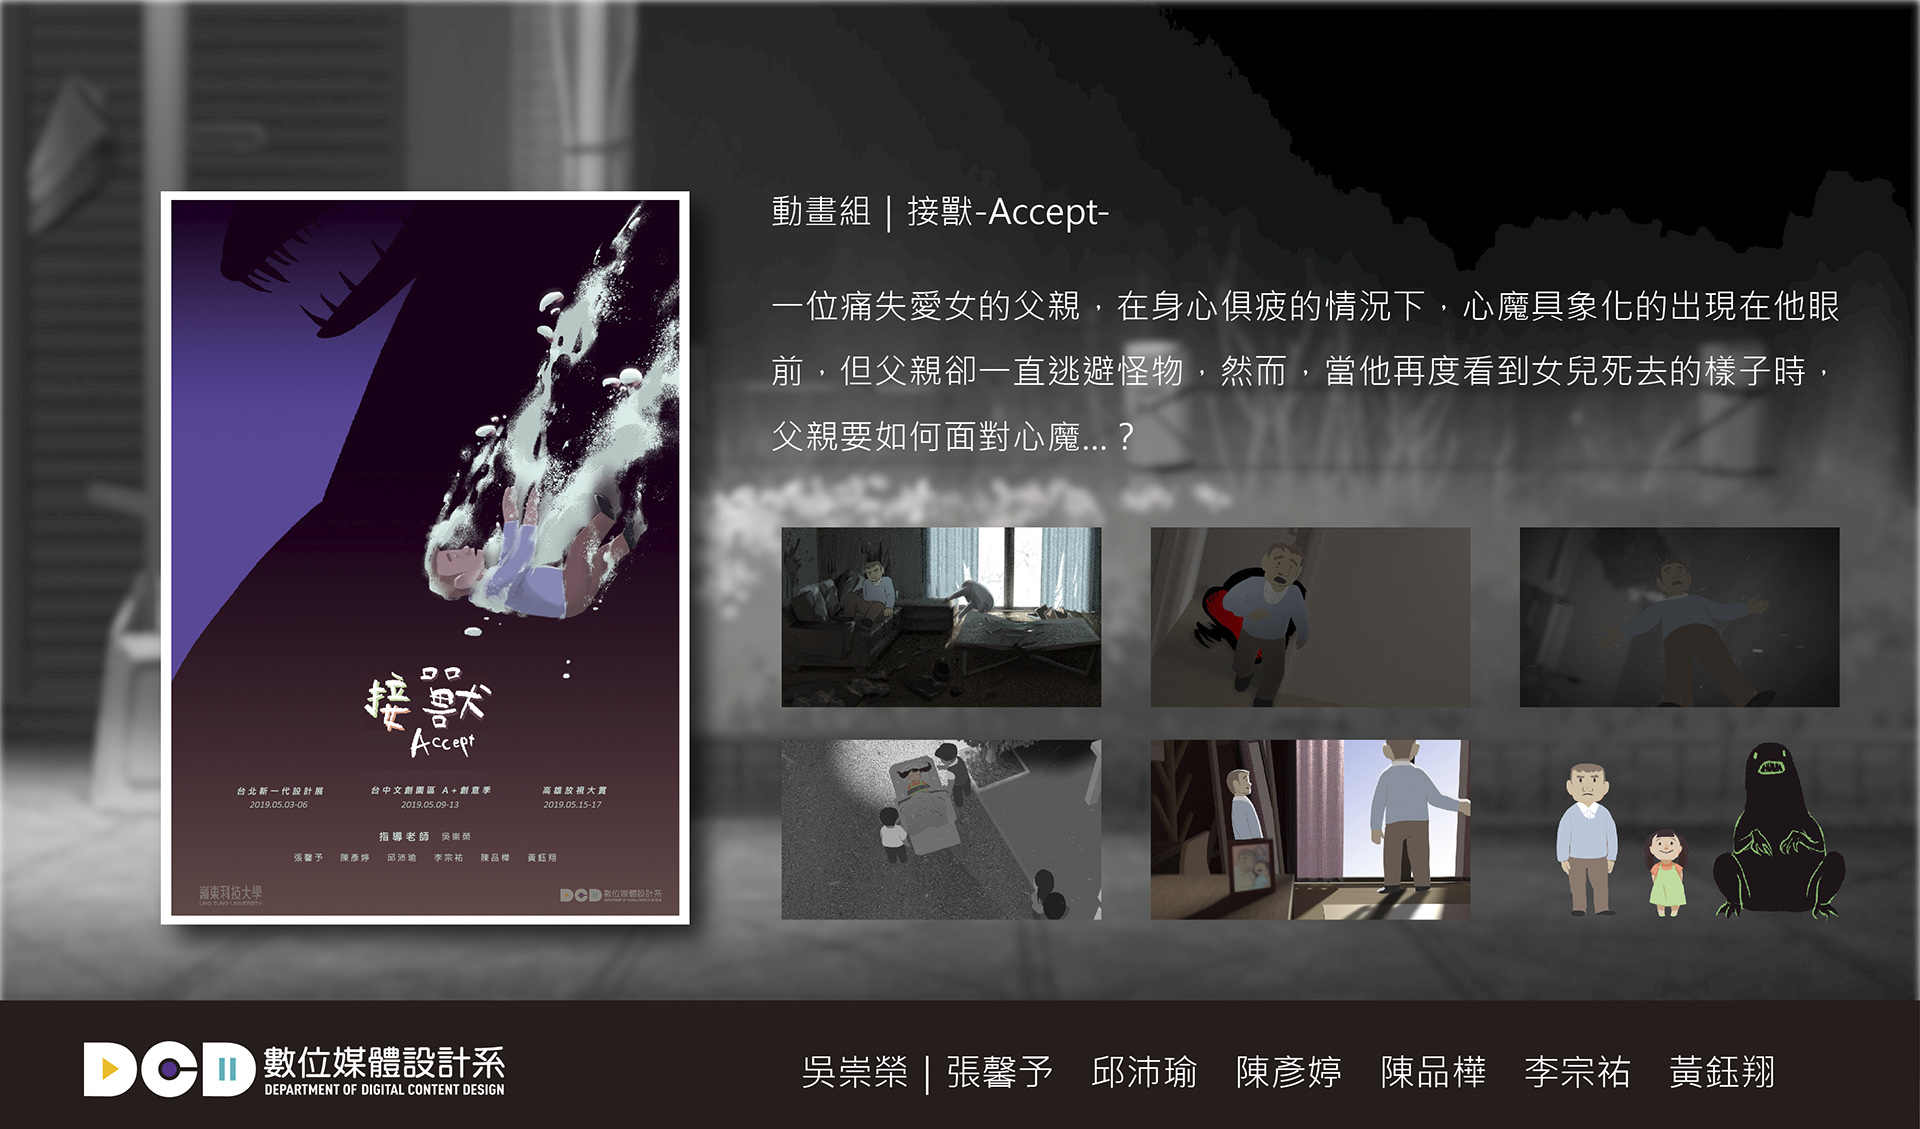 動畫組｜接獸-Accept-
一位痛失愛女的父親，在身心俱疲的情況下，心魔具象化的出現在他眼
前，但父親卻一直逃避怪物，然而，當他再度看到女兒死去的樣子時，
父親要如何面對心魔...？
接獸
Accept
台北新一代設計展 台中文創園區 A+創意季 高雄放視大賞
2019.05.03-06 2019.05.09-13 2019.05.15-17
指導老師 吳崇榮
張馨予 陳彥婷 邱沛瑜 李宗祐 陳品樺 黃鈺翔
嶺東科技大學
LING TUNG UNIVERSITY
DCD 數位媒體設計系
DEPARTMENT OF DIGITAL CONTENT DESIGN
DCD 數位媒體設計系
DEPARTMENT OF DIGITAL CONTENT DESIGN
吳崇榮｜張馨予 邱沛瑜 陳彥婷 陳品樺 李宗祐 黃鈺翔